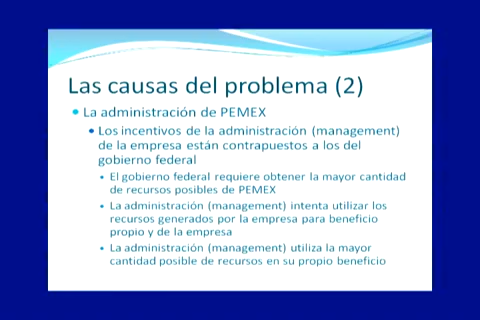 Las causas del problema (2)
La administración de PEMEX
Los incentivos de la administración (management)
de la empresa están contrapuestos a los del
gobierno federal
El gobierno federal requiere obtener la mayor cantidad
de recursos posibles de PEMEX
La administración (management) intenta utilizar los
recursos generados por la empresa para beneficio
propio y de la empresa
La administración (management) utiliza la mayor
cantidad posible de recursos en su propio beneficio